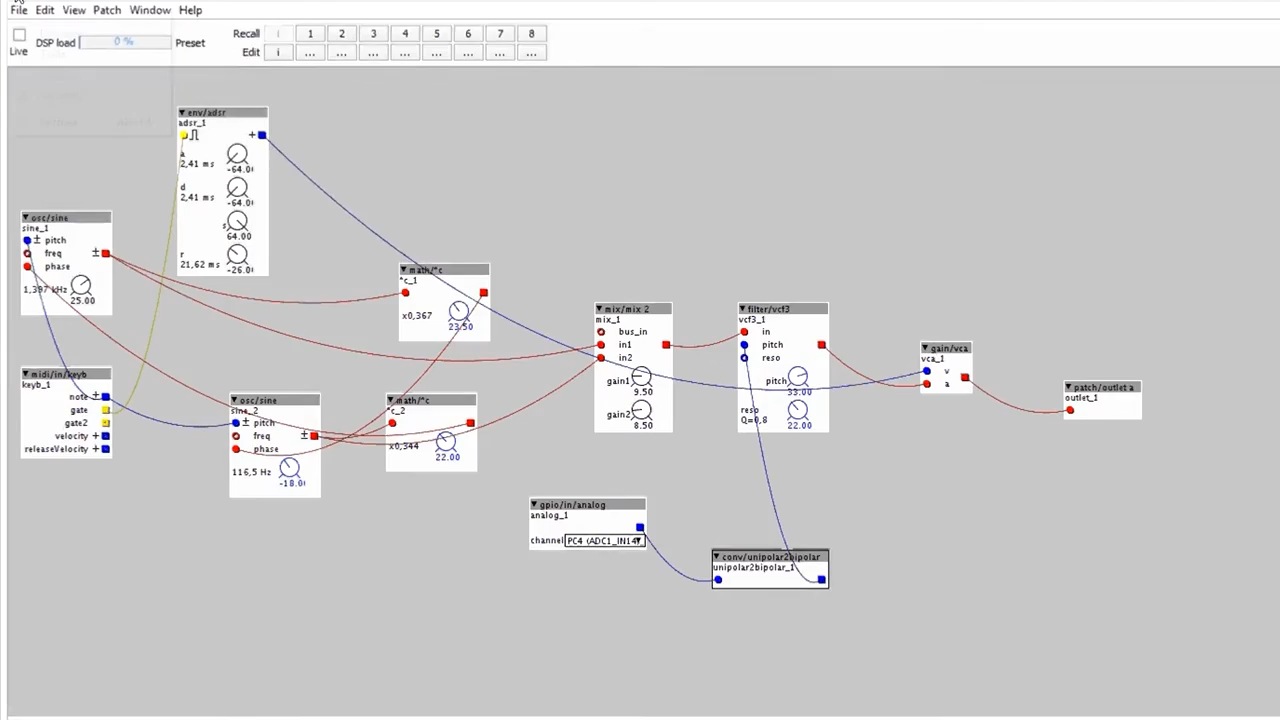 File Edit View Patch Window Help
Live DSP load 0 % Preset Recall i 1 2 3 4 5 6 7 8
Edit i ... ... ... ... ... ... ... ...
env/adsr
adsr_1
+
a
2,41 ms -64.0
d
2,41 ms -64.0
s
64.00
r
21,62 ms -26.0
osc/sine
sine_1
± pitch
freq ±
phase
1,397 kHz 25.00
midi/in/keyb
keyb_1
note ±
gate
gate2
velocity +
releaseVelocity +
osc/sine
sine_2
± pitch
freq ±
phase
116,5 Hz -18.0
math/*c
*c_1
x0,367 23.50
math/*c
*c_2
x0,344 22.00
mix/mix 2
mix_1
bus_in
in1
in2
gain1 9.50
gain2 8.50
filter/vcf3
vcf3_1
in
pitch
reso
pitch 33.00
reso
Q=0,8 22.00
gain/vca
vca_1
v
a
patch/outlet a
outlet_1
gpio/in/analog
analog_1
channel PC4 (ADC1_IN14)
conv/unipolar2bipolar
unipolar2bipolar_1